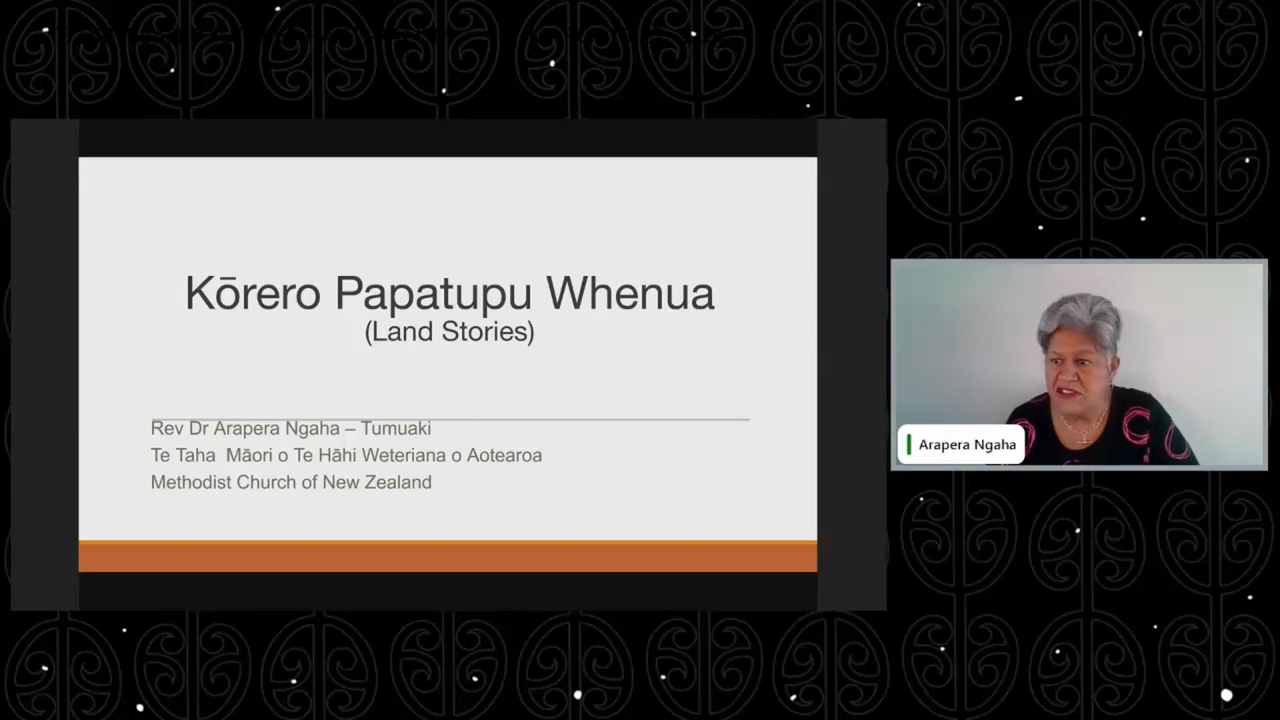 Kōrero Papatupu Whenua
(Land Stories)
Rev Dr Arapera Ngaha – Tumuaki
Te Taha Māori o Te Hāhi Weteriana o Aotearoa
Methodist Church of New Zealand
Arapera Ngaha